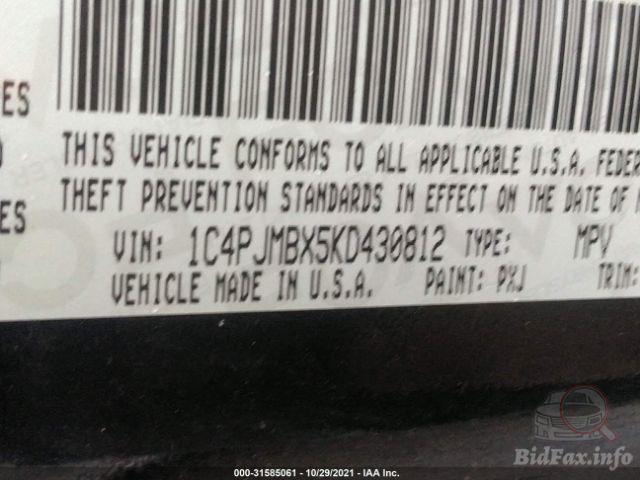 ES
THIS VEHICLE CONFORMS TO ALL APPLICABLE U.S.A. FEDER
THEFT PREVENTION STANDARDS IN EFFECT ON THE DATE OF
ES
VIN: 1C4PJMBX5KD430812 TYPE: MPV
VEHICLE MADE IN U.S.A. PAINT: PXJ TRIM:
BidFax.info
000-31585061 - 10/29/2021 - IAA Inc.